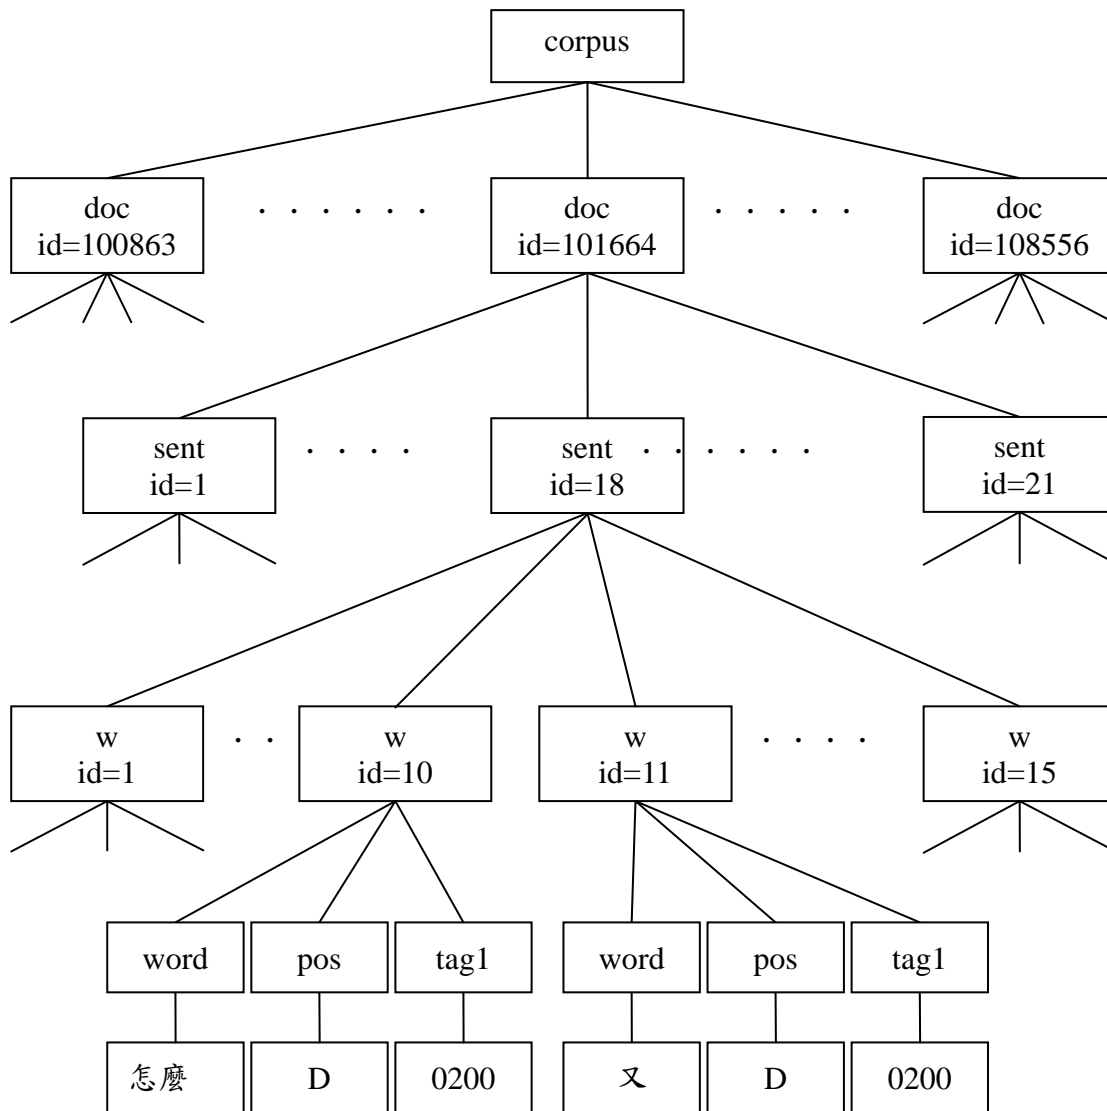 corpus
doc
id=100863
. . . . . .
doc
id=101664
. . . . .
doc
id=108556
sent
id=1
. . . .
sent
id=18
. . . . . .
sent
id=21
w
id=1
. .
w
id=10
w
id=11
. . . .
w
id=15
word
pos
tag1
word
pos
tag1
怎麼
D
0200
又
D
0200